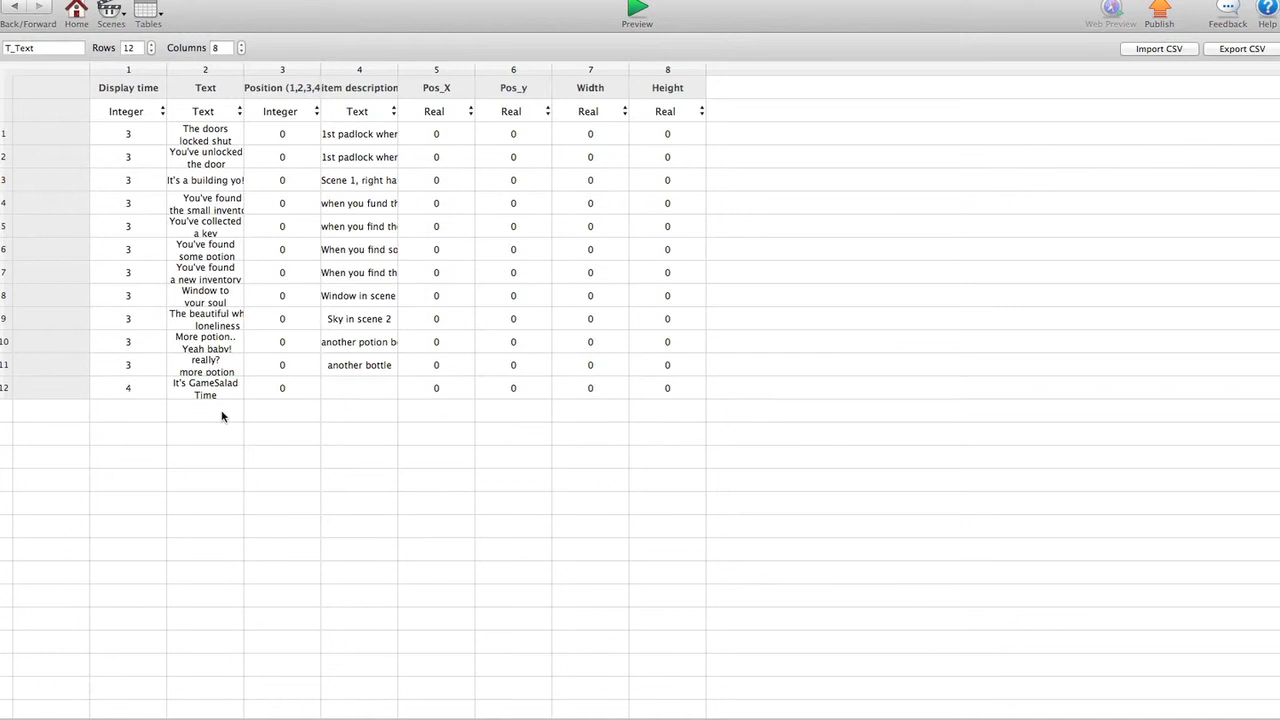 Back/Forward Home Scenes Tables Preview Web Preview Publish Feedback Help
T_Text Rows 12 Columns 8 Import CSV Export CSV
1 2 3 4 5 6 7 8
Display time Text Position (1,2,3,4 item description Pos_X Pos_y Width Height
Integer Text Integer Text Real Real Real Real
1 3 The doors locked shut 0 1st padlock wher 0 0 0 0
2 3 You've unlocked the door 0 1st padlock wher 0 0 0 0
3 3 It's a building yo! 0 Scene 1, right ha 0 0 0 0
4 3 You've found the small invento 0 when you fund th 0 0 0 0
5 3 You've collected a key 0 when you find the 0 0 0 0
6 3 You've found some potion 0 When you find so 0 0 0 0
7 3 You've found a new inventory 0 When you find th 0 0 0 0
8 3 Window to your soul 0 Window in scene 0 0 0 0
9 3 The beautiful wh loneliness 0 Sky in scene 2 0 0 0 0
10 3 More potion.. Yeah baby! 0 another potion b 0 0 0 0
11 3 really? more potion 0 another bottle 0 0 0 0
12 4 It's GameSalad Time 0 0 0 0 0